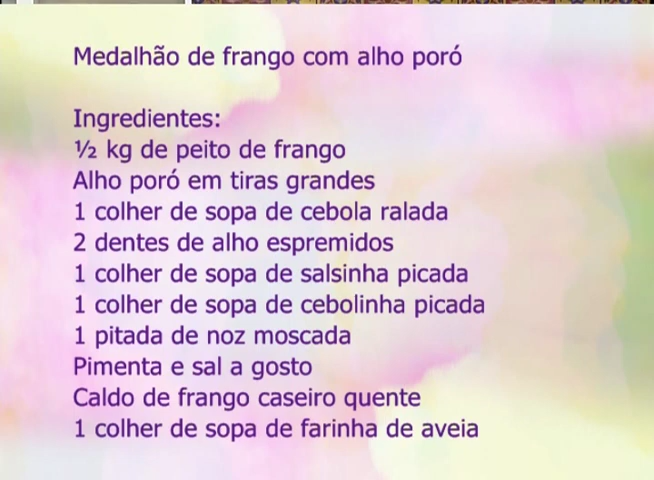 Medalhão de frango com alho poró
Ingredientes:
½ kg de peito de frango
Alho poró em tiras grandes
1 colher de sopa de cebola ralada
2 dentes de alho espremidos
1 colher de sopa de salsinha picada
1 colher de sopa de cebolinha picada
1 pitada de noz moscada
Pimenta e sal a gosto
Caldo de frango caseiro quente
1 colher de sopa de farinha de aveia